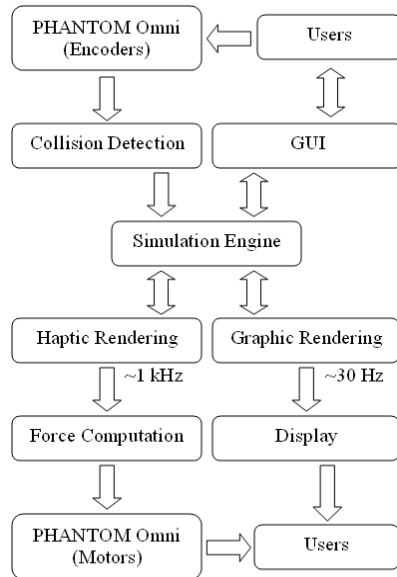 PHANTOM Omni
(Encoders)
Users
Collision Detection
GUI
Simulation Engine
Haptic Rendering
Graphic Rendering
~1 kHz
~30 Hz
Force Computation
Display
PHANTOM Omni
(Motors)
Users